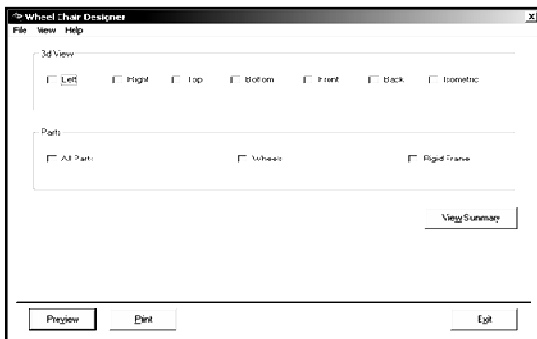 Wheel Chair Designer
File View Help
3d View
Left Right Top Bottom Front Back Isometric
Parts
All Parts Wheels Rigid Frame
View Summary
Preview Print Exit